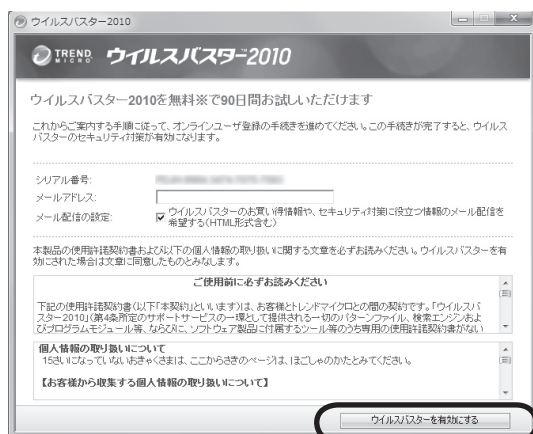 ウイルスバスター2010
TREND MICRO ウイルスバスター™2010
ウイルスバスター2010を無料※で90日間お試しいただけます
これからご案内する手順に従って、オンラインユーザ登録の手続きを進めてください。この手続きが完了すると、ウイルス
バスターのセキュリティ対策が有効になります。
シリアル番号:
メールアドレス:
メール配信の設定:
ウイルスバスターのお買い得情報や、セキュリティ対策に役立つ情報のメール配信を
希望する(HTML形式含む)
本製品の使用許諾契約書および以下の個人情報の取り扱いに関する文章を必ずお読みください。ウイルスバスターを有
効にされた場合は文章に同意したものとみなします。
ご使用前に必ずお読みください
下記の使用許諾契約書(以下「本契約」といいます)は、お客様とトレンドマイクロとの間の契約です。「ウイルスバ
スター2010」(第4条所定のサポートサービスの一環として提供される一切のパターンファイル、検索エンジンおよ
びプログラムモジュール等、ならびに、ソフトウェア製品に付属するツール等のうち専用の使用許諾契約書がない
個人情報の取り扱いについて
15さいになっていないおきゃくさまは、ここからさきのページは、ほごしゃのかたとみてください。
【お客様から収集する個人情報の取り扱いについて】
ウイルスバスターを有効にする